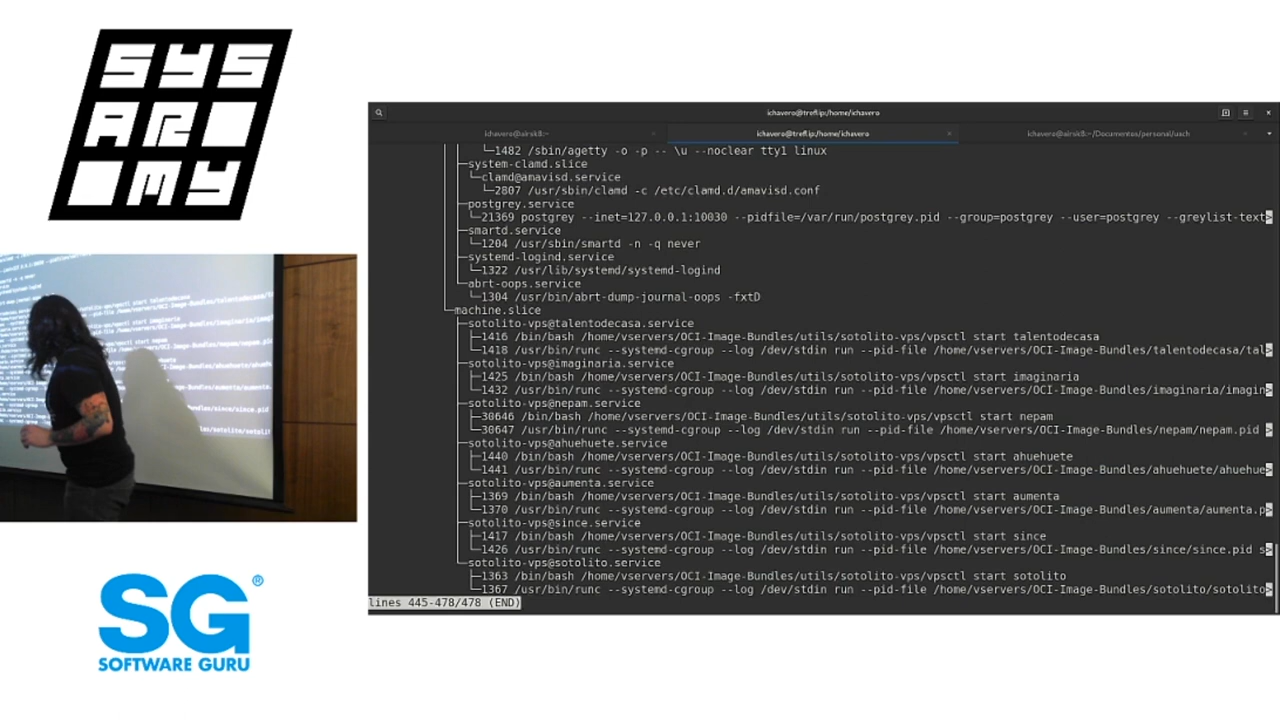 SYS
AR
MY
ichavero@treflip:/home/ichavero
ichavero@airsik8:~
ichavero@treflip:/home/ichavero
ichavero@airsik8:~/Documentos/personal/uach
└─1482 /sbin/agetty -o -p -- \u --noclear tty1 linux
├─system-clamd.slice
└─clamd@amavisd.service
└─2807 /usr/sbin/clamd -c /etc/clamd.d/amavisd.conf
├─postgrey.service
└─21369 postgrey --inet=127.0.0.1:10030 --pidfile=/var/run/postgrey.pid --group=postgrey --user=postgrey --greylist-text>
├─smartd.service
└─1204 /usr/sbin/smartd -n -q never
├─systemd-logind.service
└─1322 /usr/lib/systemd/systemd-logind
└─abrt-oops.service
└─1304 /usr/bin/abrt-dump-journal-oops -fxtD
└─machine.slice
├─sotolito-vps@talentodecasa.service
├─1416 /bin/bash /home/vservers/OCI-Image-Bundles/utils/sotolito-vps/vpsctl start talentodecasa
└─1418 /usr/bin/runc --systemd-cgroup --log /dev/stdin run --pid-file /home/vservers/OCI-Image-Bundles/talentodecasa/tal>
├─sotolito-vps@imaginaria.service
├─1425 /bin/bash /home/vservers/OCI-Image-Bundles/utils/sotolito-vps/vpsctl start imaginaria
└─1432 /usr/bin/runc --systemd-cgroup --log /dev/stdin run --pid-file /home/vservers/OCI-Image-Bundles/imaginaria/imagin>
├─sotolito-vps@nepam.service
├─30646 /bin/bash /home/vservers/OCI-Image-Bundles/utils/sotolito-vps/vpsctl start nepam
└─30647 /usr/bin/runc --systemd-cgroup --log /dev/stdin run --pid-file /home/vservers/OCI-Image-Bundles/nepam/nepam.pid >
├─sotolito-vps@ahuehuete.service
├─1440 /bin/bash /home/vservers/OCI-Image-Bundles/utils/sotolito-vps/vpsctl start ahuehuete
└─1441 /usr/bin/runc --systemd-cgroup --log /dev/stdin run --pid-file /home/vservers/OCI-Image-Bundles/ahuehuete/ahuehue>
├─sotolito-vps@aumenta.service
├─1369 /bin/bash /home/vservers/OCI-Image-Bundles/utils/sotolito-vps/vpsctl start aumenta
└─1370 /usr/bin/runc --systemd-cgroup --log /dev/stdin run --pid-file /home/vservers/OCI-Image-Bundles/aumenta/aumenta.p>
├─sotolito-vps@since.service
├─1417 /bin/bash /home/vservers/OCI-Image-Bundles/utils/sotolito-vps/vpsctl start since
└─1426 /usr/bin/runc --systemd-cgroup --log /dev/stdin run --pid-file /home/vservers/OCI-Image-Bundles/since/since.pid s>
└─sotolito-vps@sotolito.service
├─1363 /bin/bash /home/vservers/OCI-Image-Bundles/utils/sotolito-vps/vpsctl start sotolito
└─1367 /usr/bin/runc --systemd-cgroup --log /dev/stdin run --pid-file /home/vservers/OCI-Image-Bundles/sotolito/sotolito>
lines 445-478/478 (END)
SG®
SOFTWARE GURU